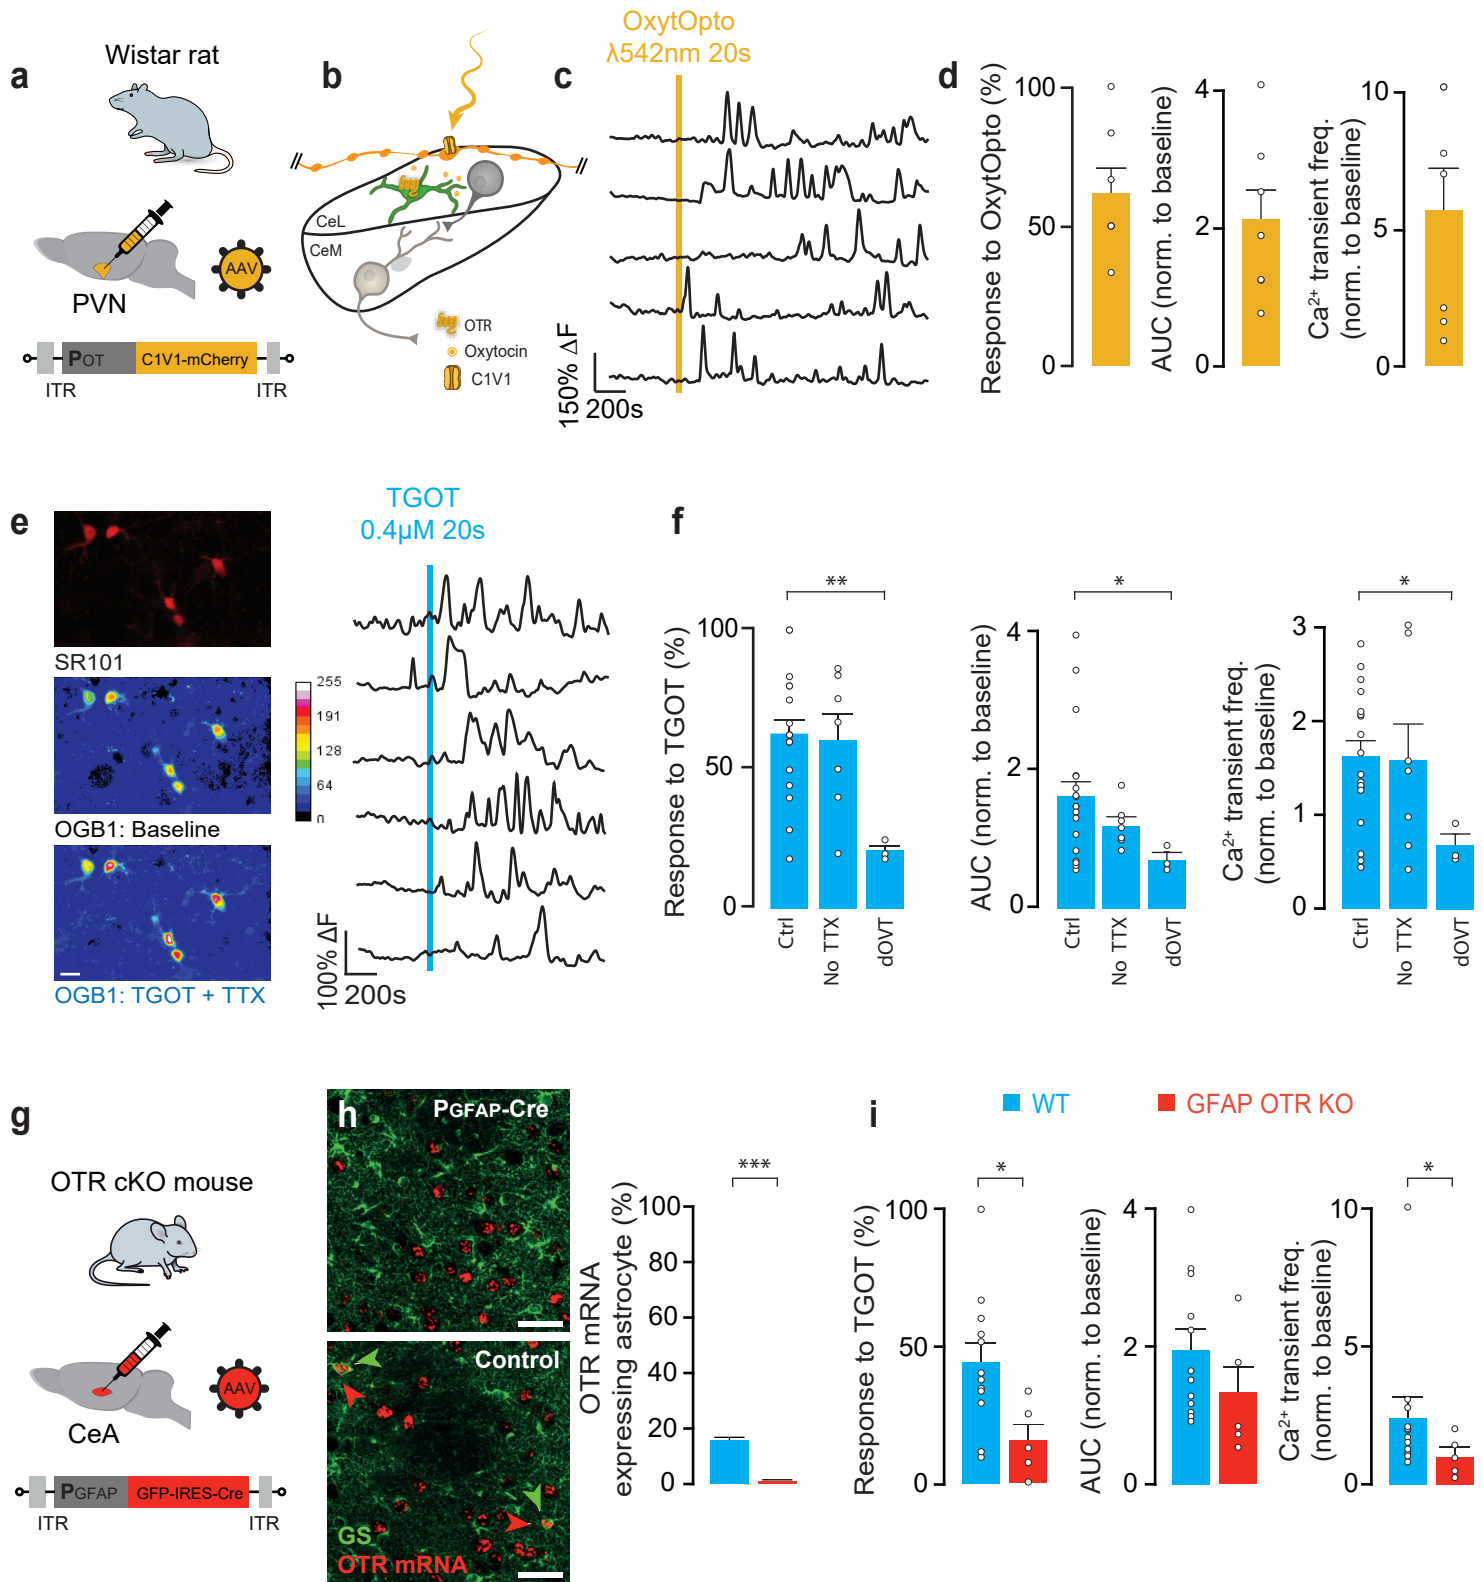 a
Wistar rat
PVN
AAV
POT
C1V1-mCherry
ITR
ITR
b
CeL
CeM
OTR
Oxytocin
C1V1
c
OxytOpto
λ542nm 20s
150% ΔF
200s
d
Response to OxytOpto (%)
100
50
0
AUC (norm. to baseline)
4
2
0
Ca²⁺ transient freq.
(norm. to baseline)
10
5
0
e
SR101
OGB1: Baseline
OGB1: TGOT + TTX
255
191
128
64
0
TGOT
0.4µM 20s
100% ΔF
200s
f
Response to TGOT (%)
100
50
0
**
Ctrl
No TTX
dOVT
AUC (norm. to baseline)
4
2
0
*
Ctrl
No TTX
dOVT
Ca²⁺ transient freq.
(norm. to baseline)
3
2
1
0
*
Ctrl
No TTX
dOVT
g
OTR cKO mouse
CeA
AAV
PGFAP
GFP-IRES-Cre
ITR
ITR
h
PGFAP-Cre
Control
GS
OTR mRNA
OTR mRNA
expressing astrocyte (%)
100
80
60
40
20
0
***
i
WT
GFAP OTR KO
Response to TGOT (%)
100
50
0
*
AUC (norm. to baseline)
4
2
0
Ca²⁺ transient freq.
(norm. to baseline)
10
5
0
*